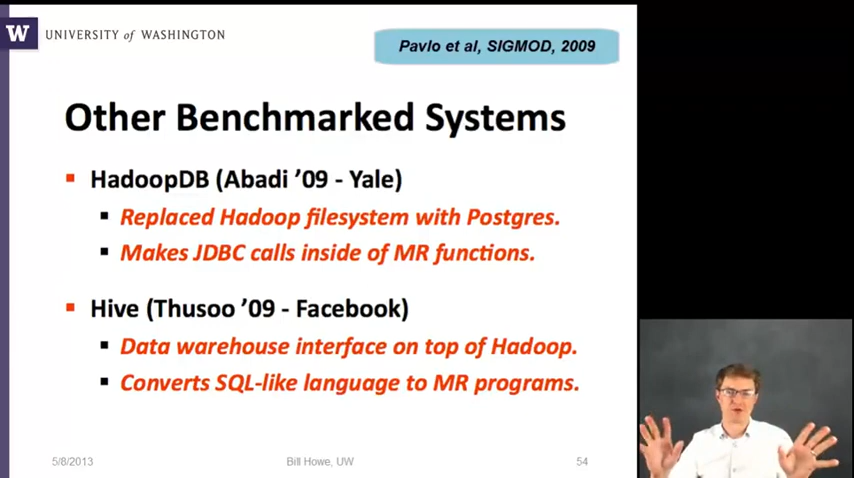 W UNIVERSITY of WASHINGTON
Pavlo et al, SIGMOD, 2009
Other Benchmarked Systems
HadoopDB (Abadi ’09 - Yale)
Replaced Hadoop filesystem with Postgres.
Makes JDBC calls inside of MR functions.
Hive (Thusoo ’09 - Facebook)
Data warehouse interface on top of Hadoop.
Converts SQL-like language to MR programs.
5/8/2013 Bill Howe, UW 54